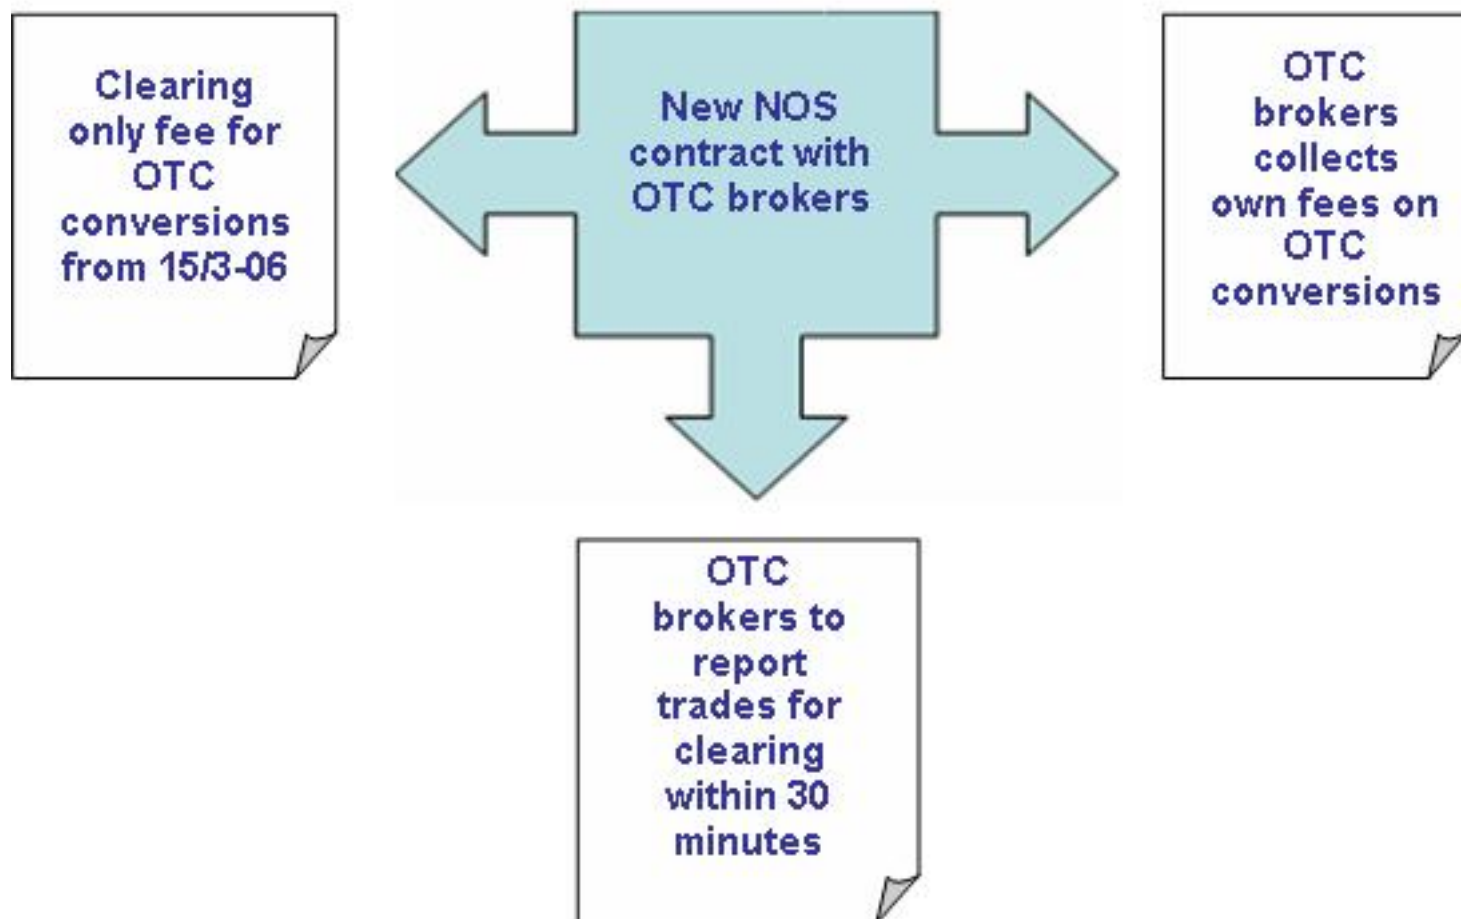 Clearing
only fee for
OTC
conversions
from 15/3-06
New NOS
contract with
OTC brokers
OTC
brokers
collects
own fees on
OTC
conversions
OTC
brokers to
report
trades for
clearing
within 30
minutes